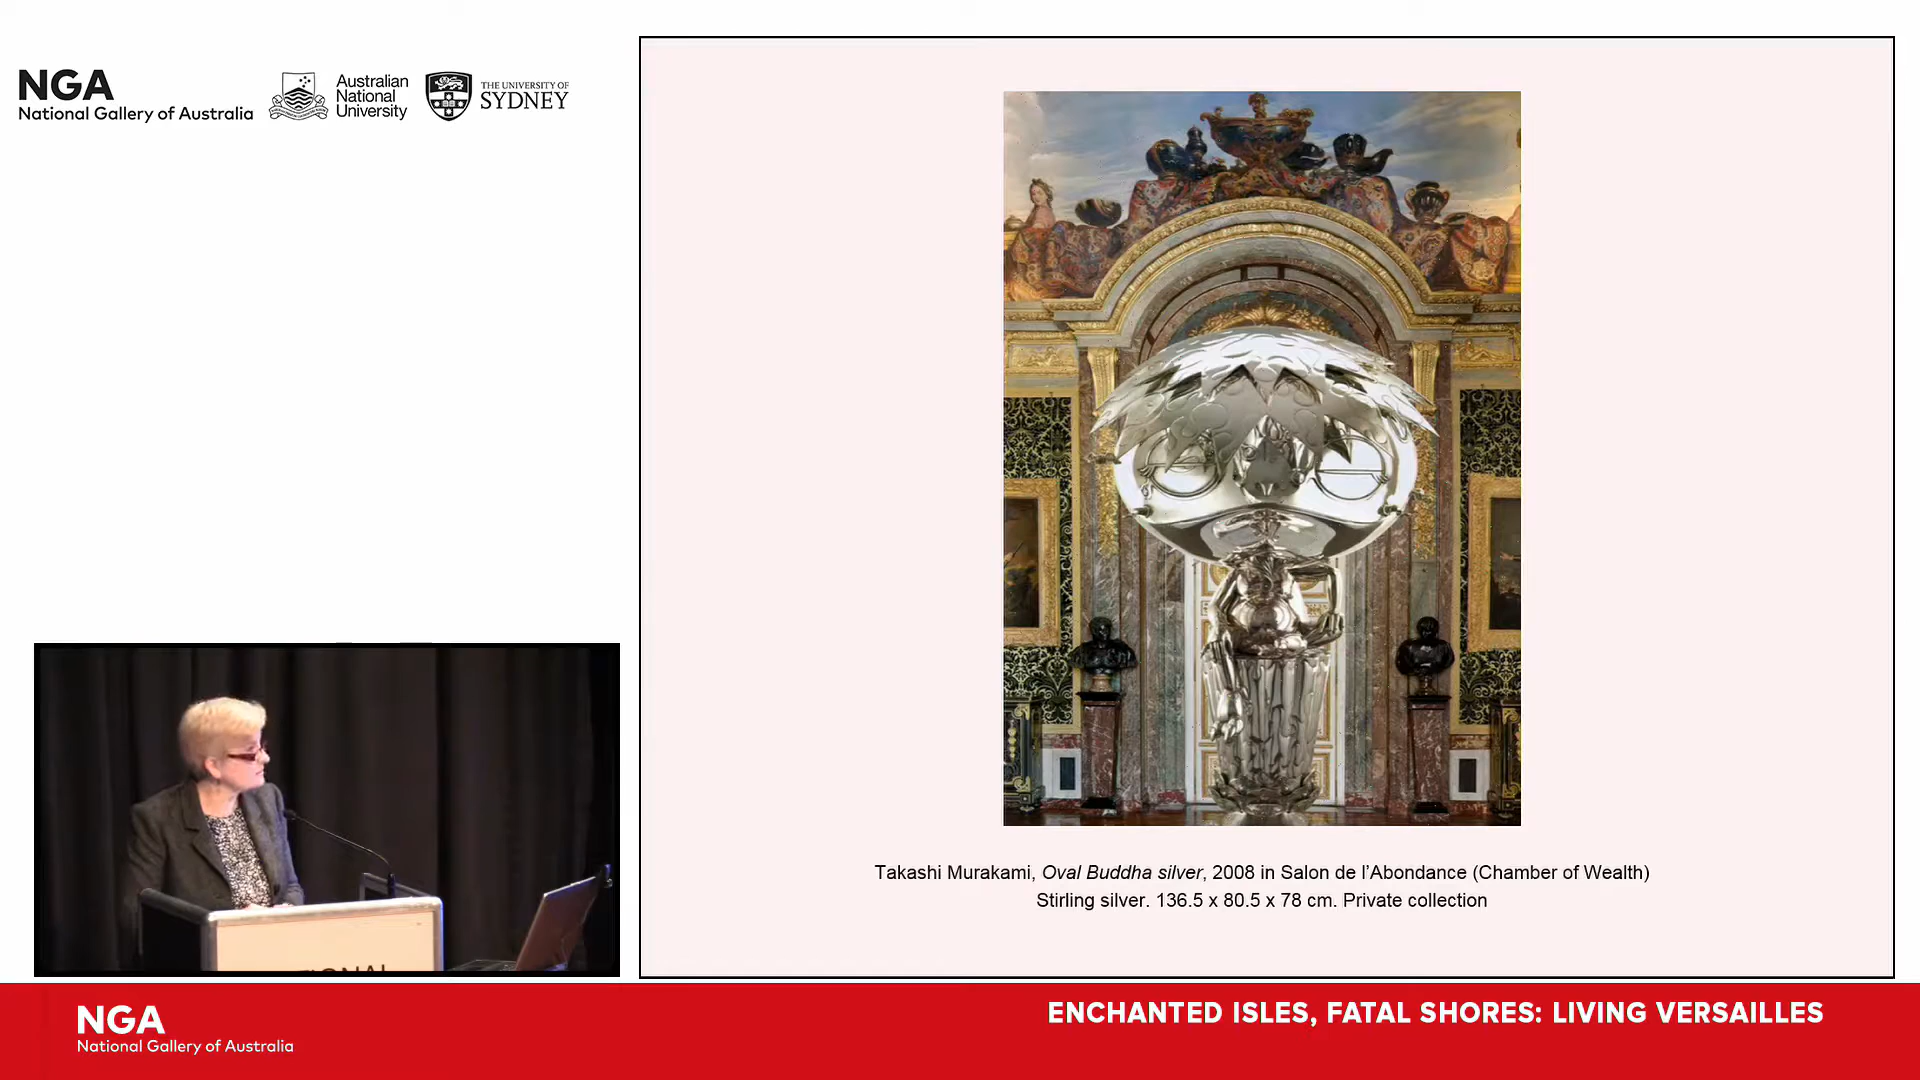 NGA
National Gallery of Australia
Australian
National
University
THE UNIVERSITY OF
SYDNEY
Takashi Murakami, Oval Buddha silver, 2008 in Salon de l’Abondance (Chamber of Wealth)
Stirling silver. 136.5 x 80.5 x 78 cm. Private collection
ENCHANTED ISLES, FATAL SHORES: LIVING VERSAILLES
NGA
National Gallery of Australia